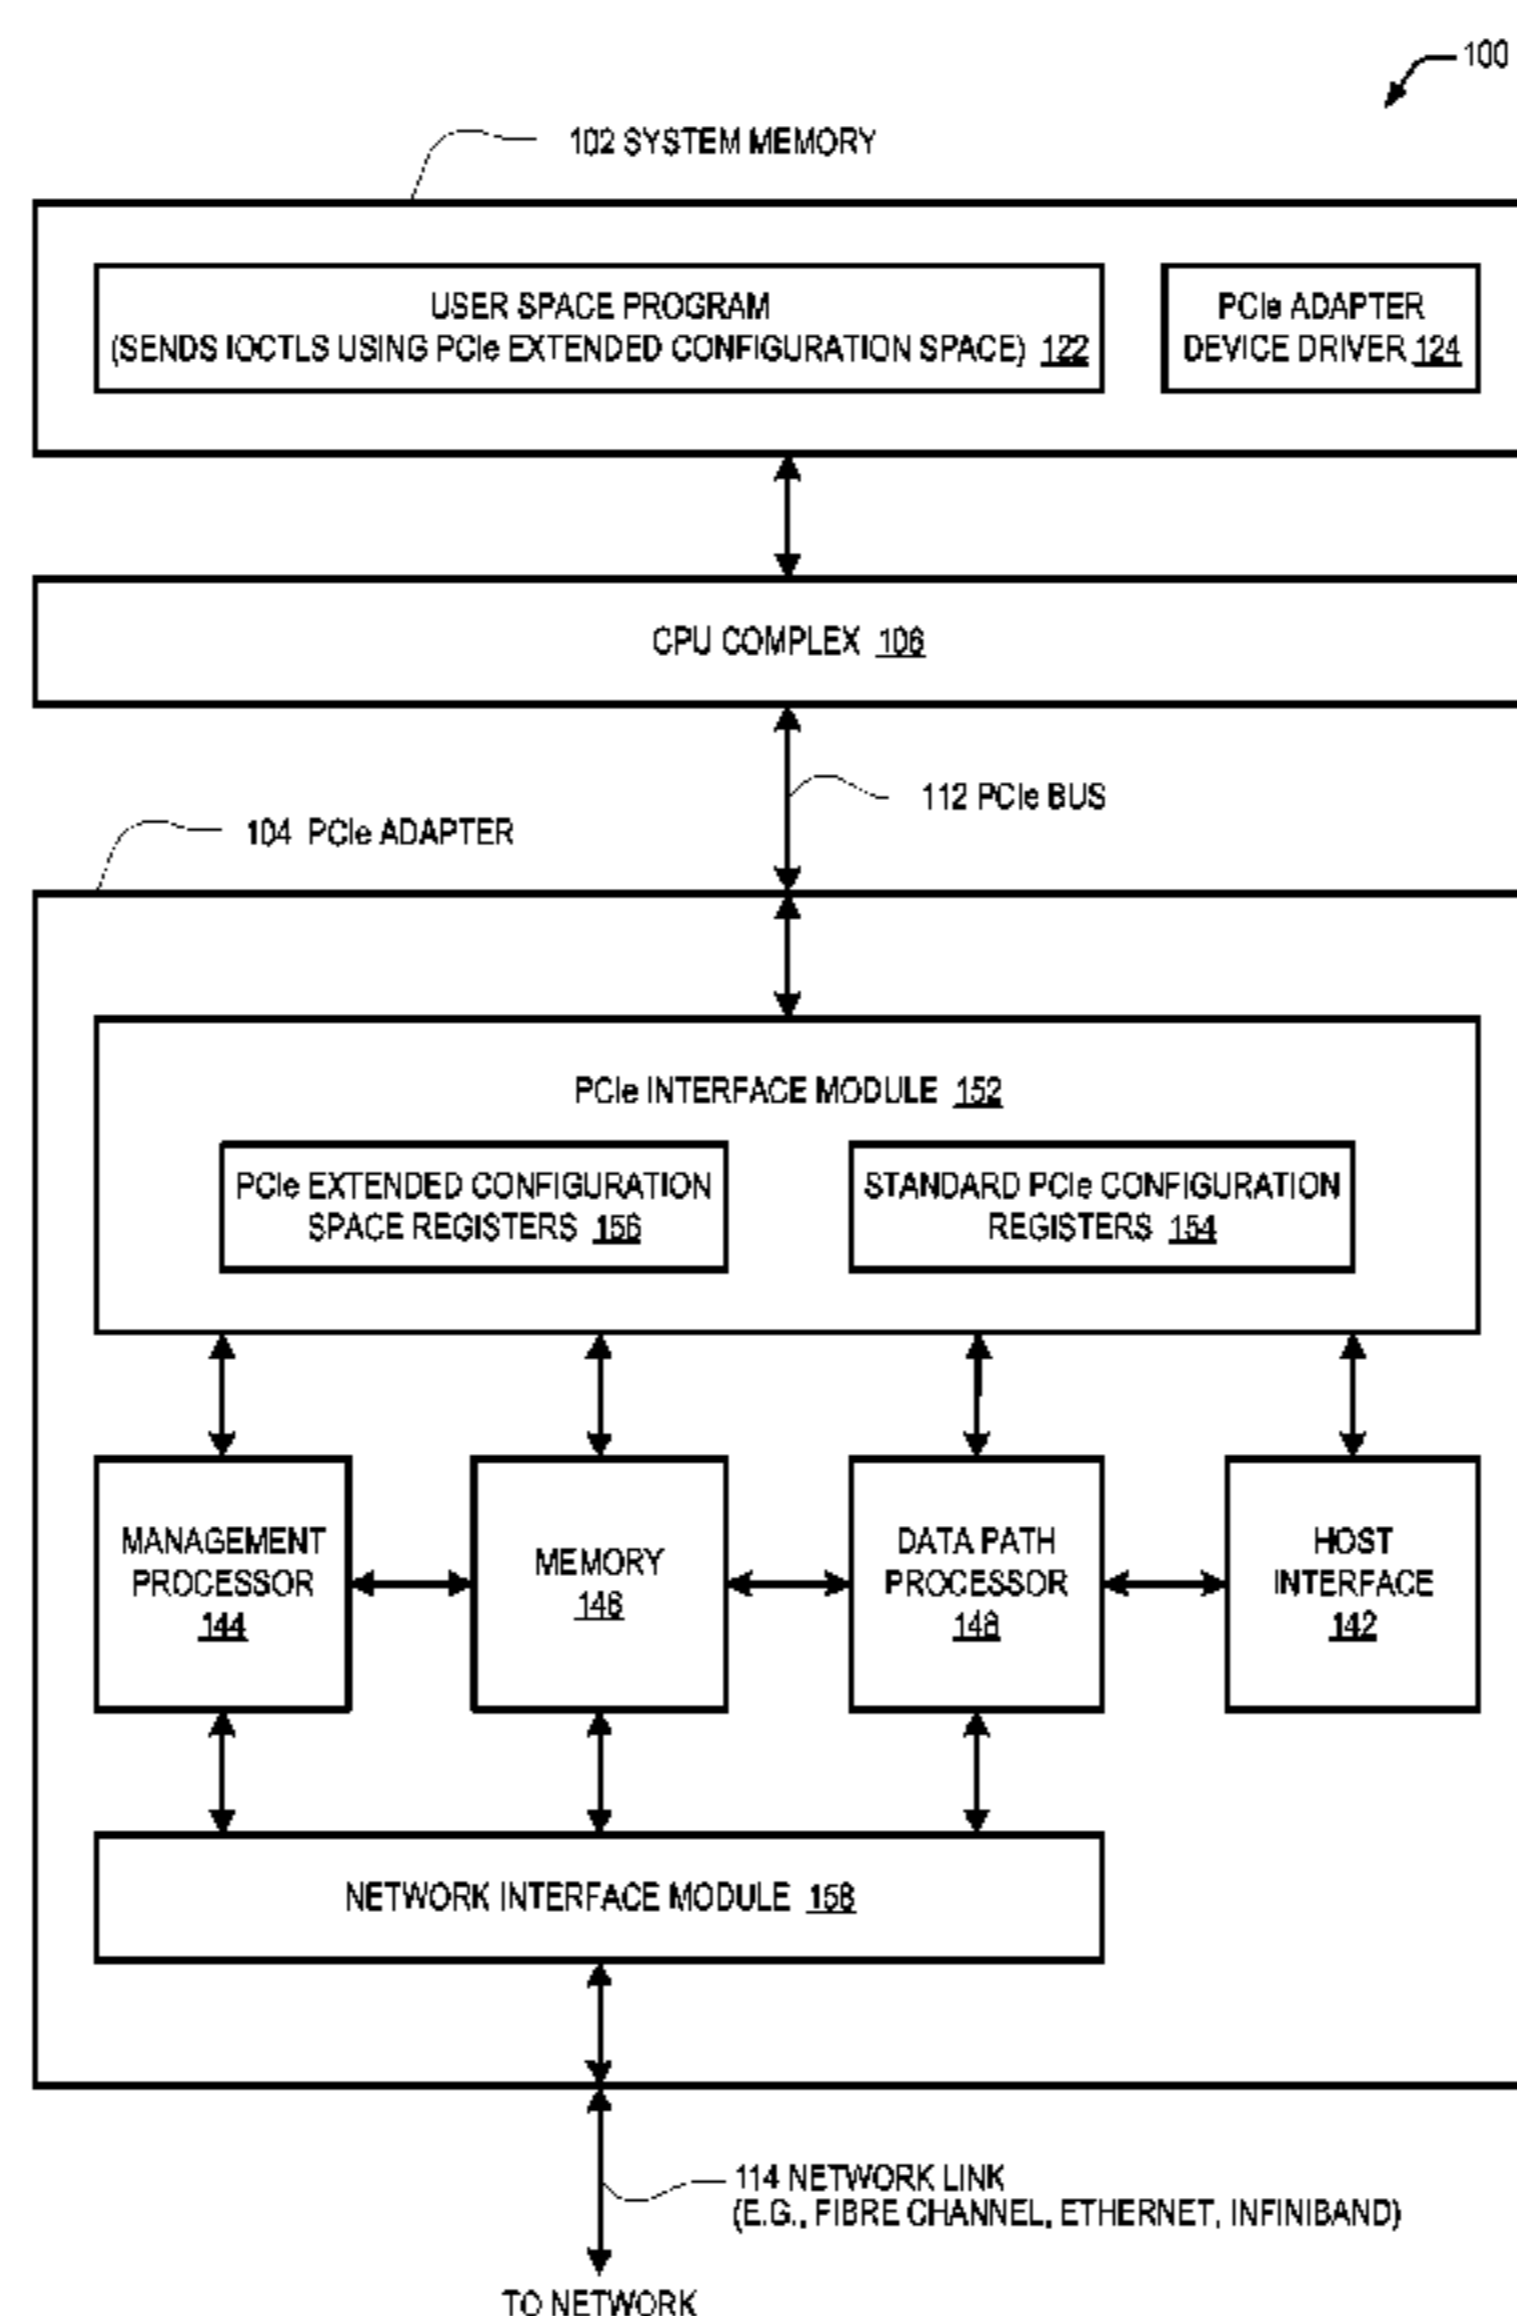 100
102 SYSTEM MEMORY
USER SPACE PROGRAM
(SENDS IOCTLS USING PCIe EXTENDED CONFIGURATION SPACE) 122
PCIe ADAPTER
DEVICE DRIVER 124
CPU COMPLEX 106
112 PCIe BUS
104 PCIe ADAPTER
PCIe INTERFACE MODULE 152
PCIe EXTENDED CONFIGURATION
SPACE REGISTERS 156
STANDARD PCIe CONFIGURATION
REGISTERS 154
MANAGEMENT
PROCESSOR
144
MEMORY
146
DATA PATH
PROCESSOR
148
HOST
INTERFACE
142
NETWORK INTERFACE MODULE 158
114 NETWORK LINK
(E.G., FIBRE CHANNEL, ETHERNET, INFINIBAND)
TO NETWORK